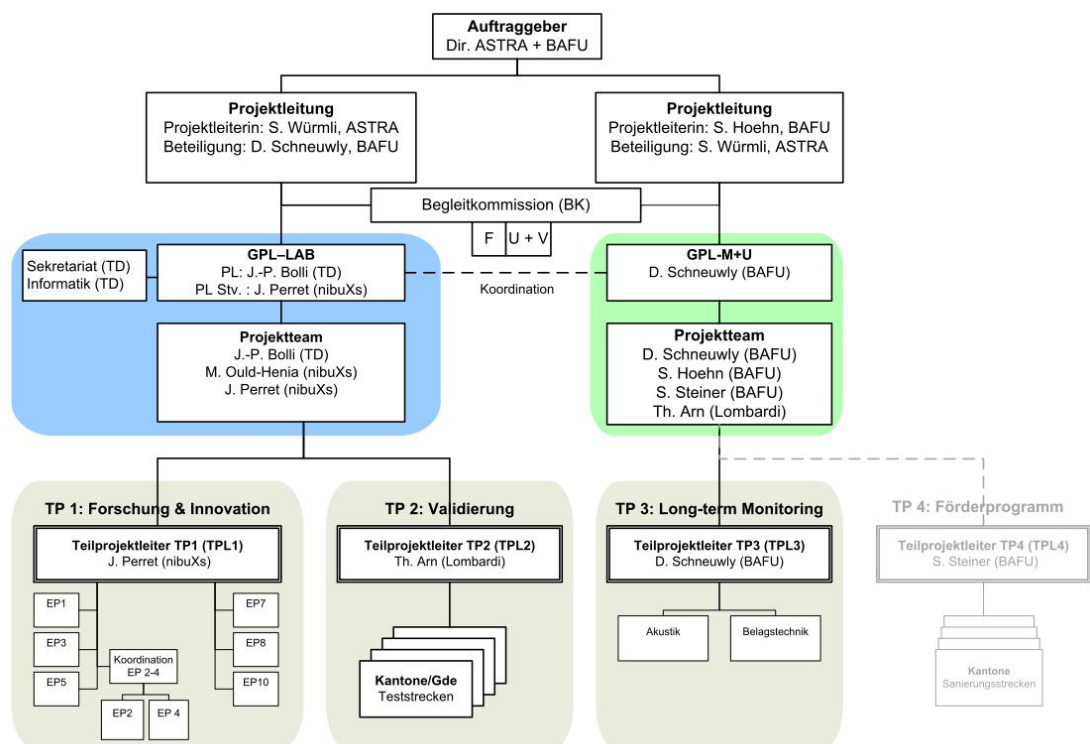 Auftraggeber
Dir. ASTRA + BAFU
Projektleitung
Projektleiterin: S. Würmli, ASTRA
Beteiligung: D. Schneuwly, BAFU
Projektleitung
Projektleiterin: S. Hoehn, BAFU
Beteiligung: S. Würmli, ASTRA
Begleitkommission (BK)
F
U + V
Sekretariat (TD)
Informatik (TD)
GPL–LAB
PL: J.-P. Bolli (TD)
PL Stv. : J. Perret (nibuXs)
Koordination
GPL-M+U
D. Schneuwly (BAFU)
Projektteam
J.-P. Bolli (TD)
M. Ould-Henia (nibuXs)
J. Perret (nibuXs)
Projektteam
D. Schneuwly (BAFU)
S. Hoehn (BAFU)
S. Steiner (BAFU)
Th. Arn (Lombardi)
TP 1: Forschung & Innovation
Teilprojektleiter TP1 (TPL1)
J. Perret (nibuXs)
EP1
EP3
EP5
Koordination
EP 2-4
EP2
EP 4
EP7
EP8
EP10
TP 2: Validierung
Teilprojektleiter TP2 (TPL2)
Th. Arn (Lombardi)
Kantone/Gde
Teststrecken
TP 3: Long-term Monitoring
Teilprojektleiter TP3 (TPL3)
D. Schneuwly (BAFU)
Akustik
Belagstechnik
TP 4: Förderprogramm
Teilprojektleiter TP4 (TPL4)
S. Steiner (BAFU)
Kantone
Sanierungsstrecken